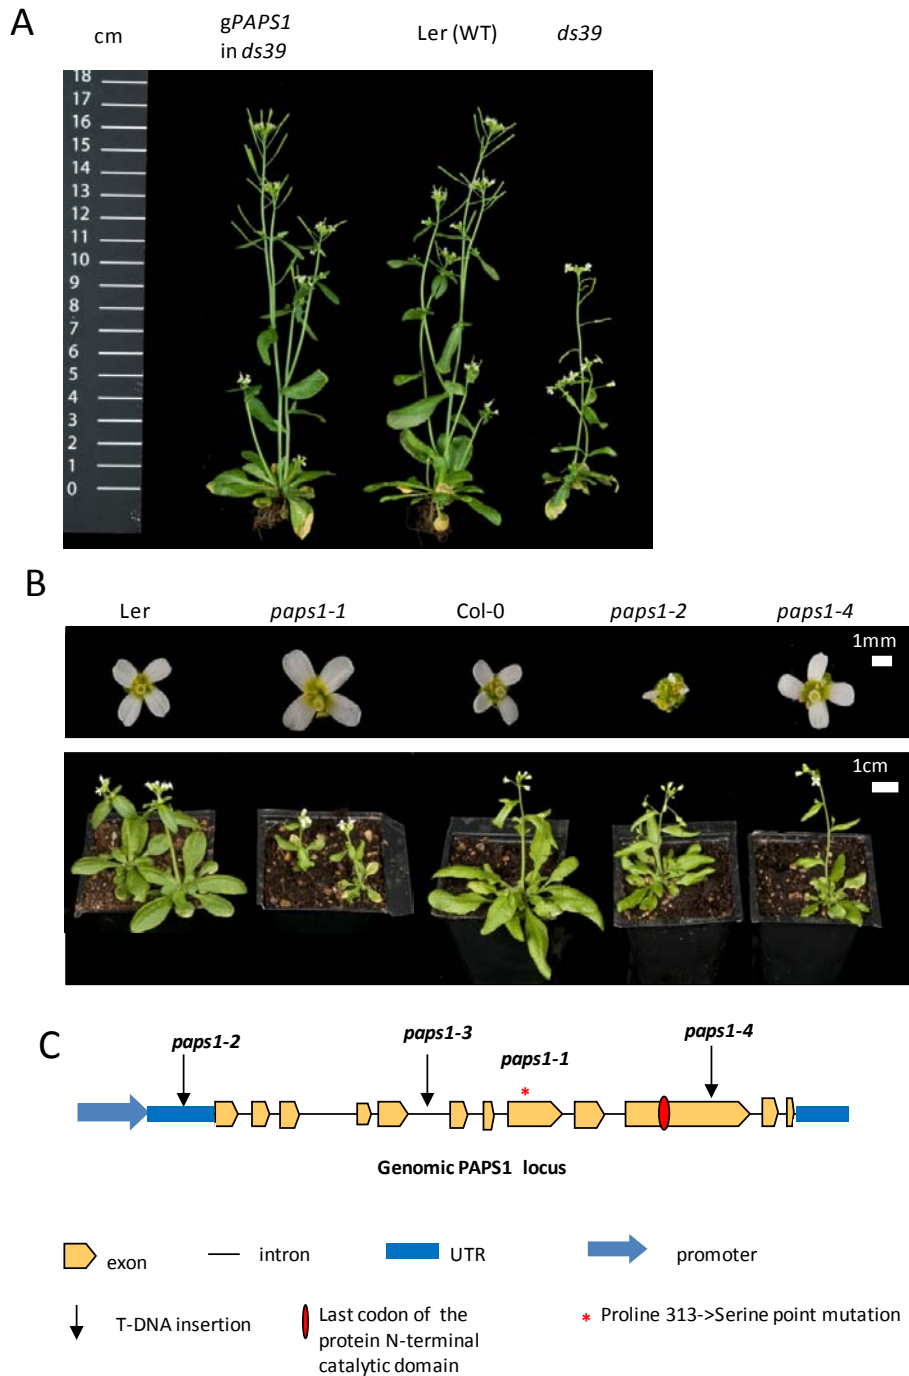 A
cm
gPAPS1
in ds39
Ler (WT)
ds39
18
17
16
15
14
13
12
11
10
9
8
7
6
5
4
3
2
1
0
B
Ler
paps1-1
Col-0
paps1-2
paps1-4
1mm
1cm
C
paps1-2
paps1-3
paps1-1
paps1-4
*
Genomic PAPS1 locus
exon
intron
UTR
promoter
T-DNA insertion
Last codon of the
protein N-terminal
catalytic domain
* Proline 313->Serine point mutation